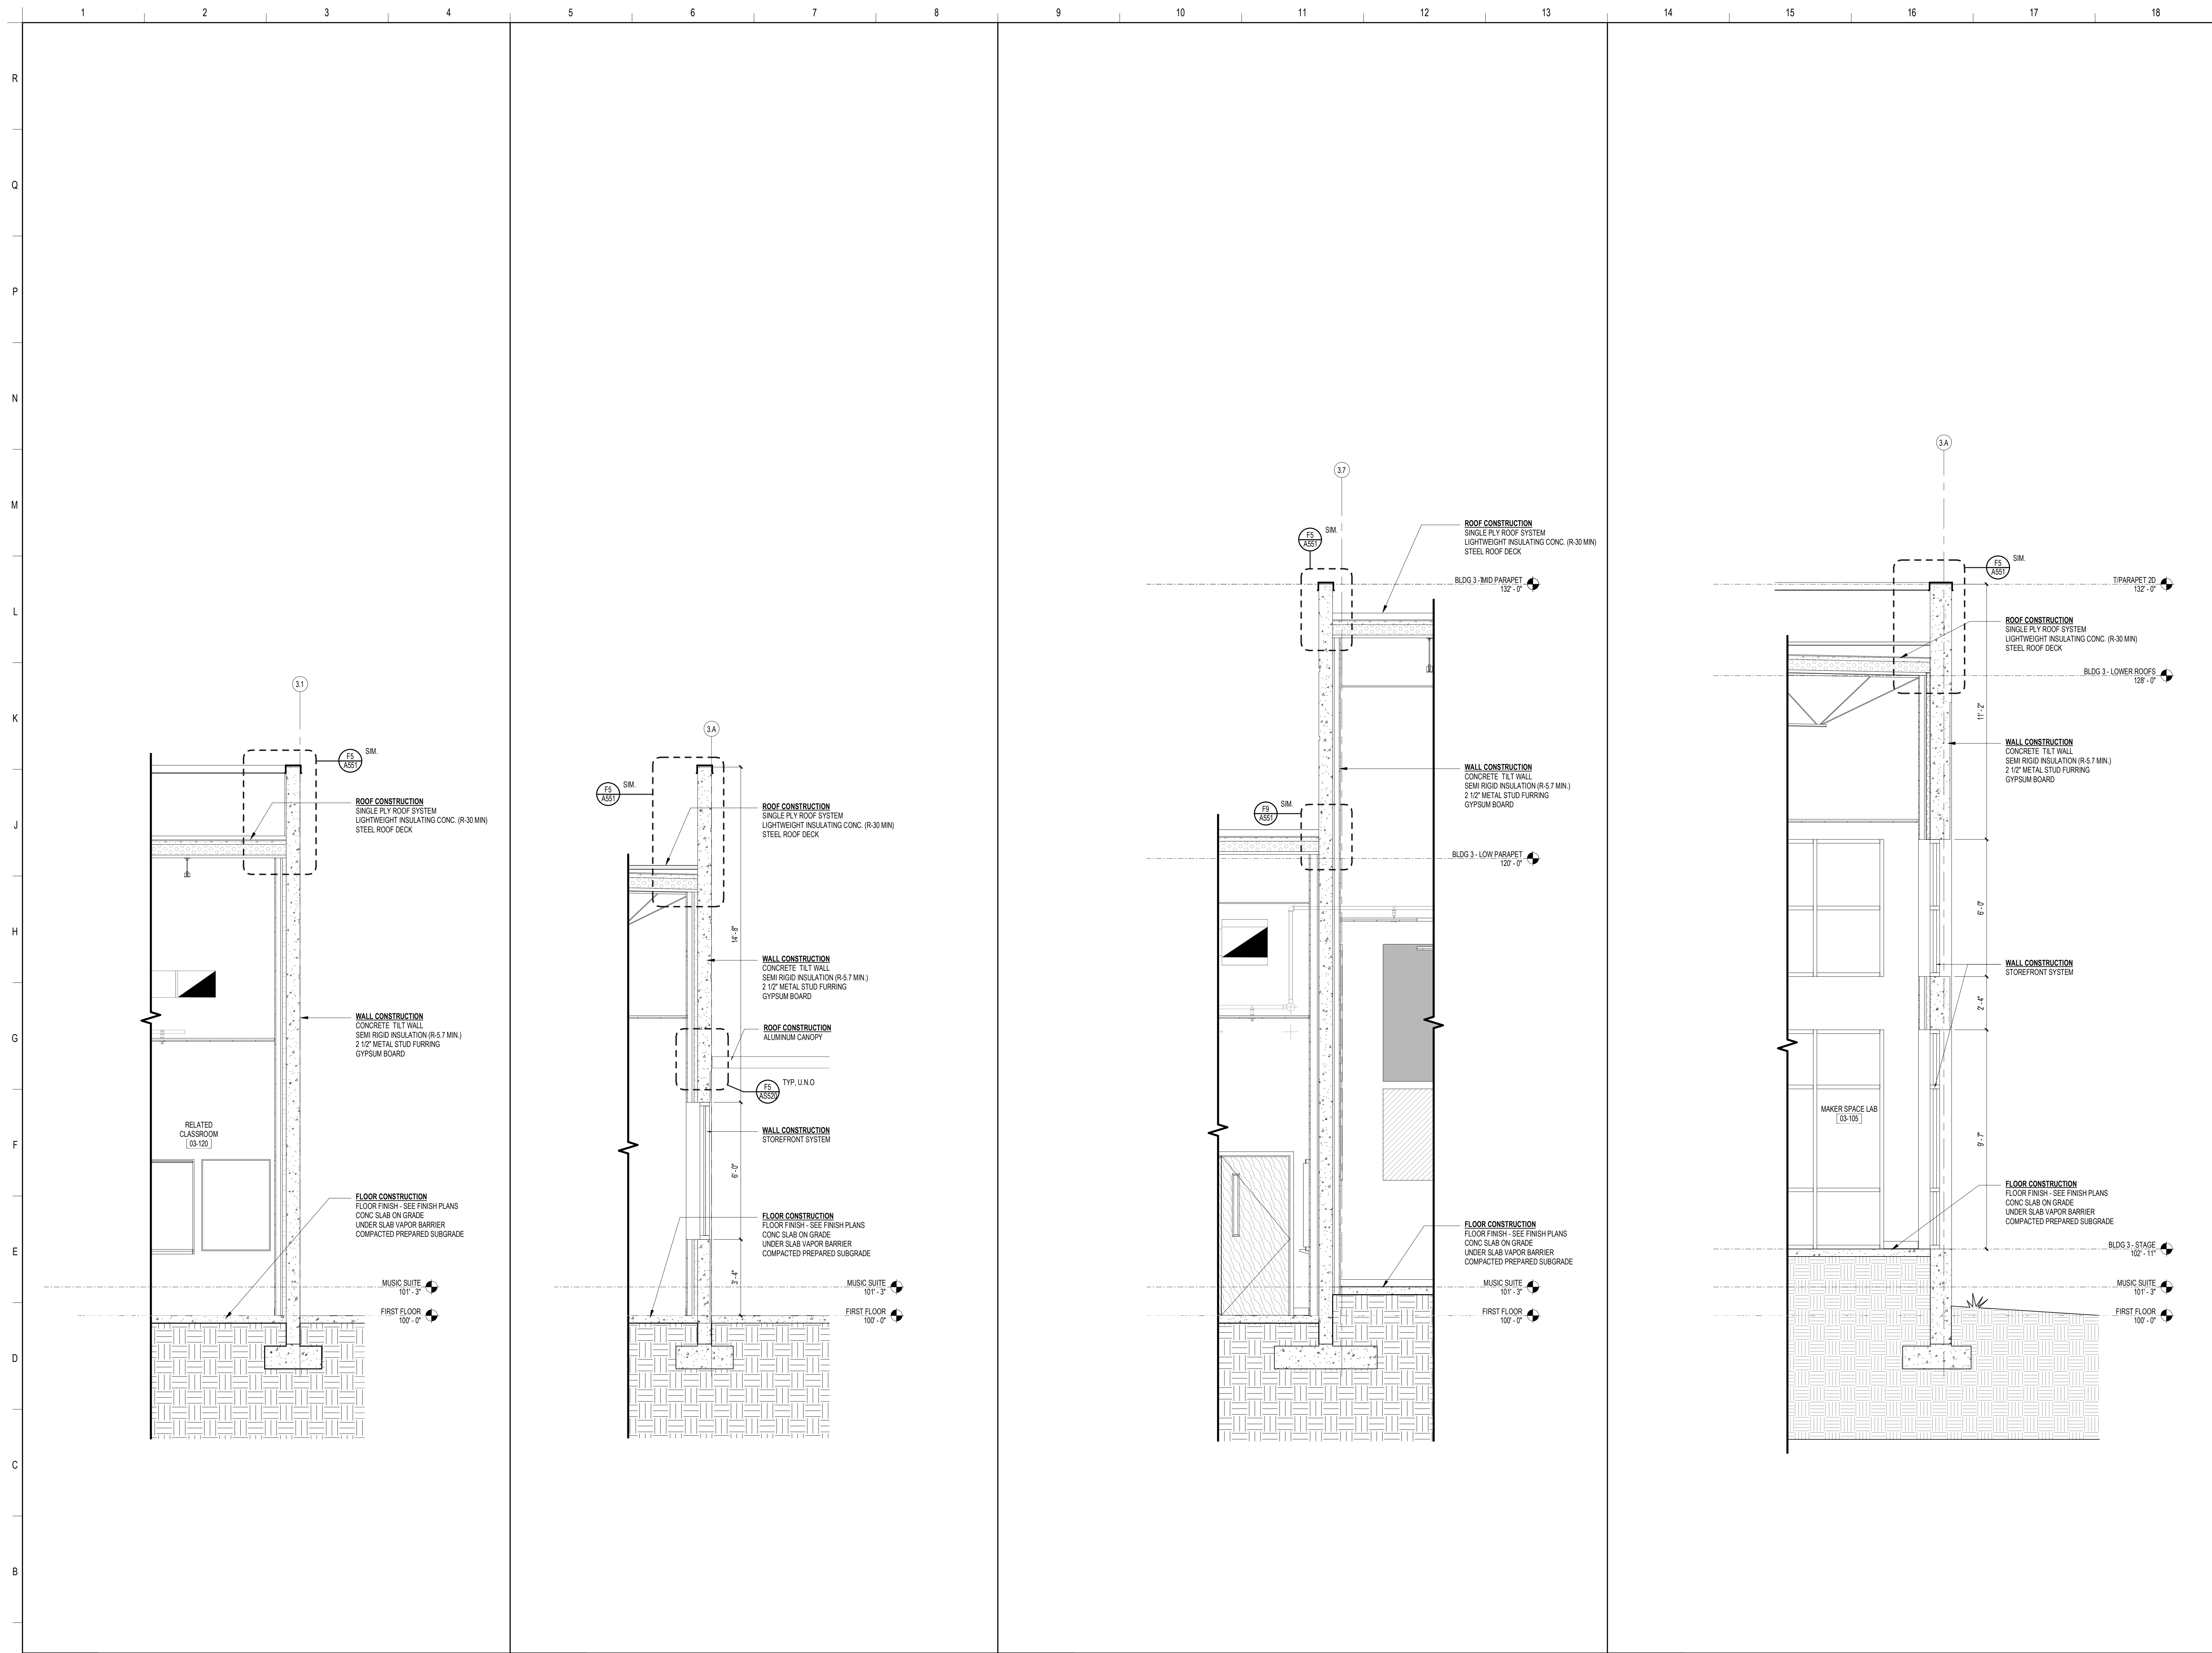 1 2 3 4 5 6 7 8 9 10 11 12 13 14 15 16 17 18
R
Q
P
N
M
L
K
J
H
G
F
E
D
C
B
3.1
F5
A551
SIM.
ROOF CONSTRUCTION
SINGLE PLY ROOF SYSTEM
LIGHTWEIGHT INSULATING CONC. (R-30 MIN)
STEEL ROOF DECK
WALL CONSTRUCTION
CONCRETE TILT WALL
SEMI RIGID INSULATION (R-5.7 MIN.)
2 1/2" METAL STUD FURRING
GYPSUM BOARD
RELATED
CLASSROOM
03-120
FLOOR CONSTRUCTION
FLOOR FINISH - SEE FINISH PLANS
CONC SLAB ON GRADE
UNDER SLAB VAPOR BARRIER
COMPACTED PREPARED SUBGRADE
MUSIC SUITE
101' - 3"
FIRST FLOOR
100' - 0"
3.A
F5
A551
SIM.
ROOF CONSTRUCTION
SINGLE PLY ROOF SYSTEM
LIGHTWEIGHT INSULATING CONC. (R-30 MIN)
STEEL ROOF DECK
14' - 8"
WALL CONSTRUCTION
CONCRETE TILT WALL
SEMI RIGID INSULATION (R-5.7 MIN.)
2 1/2" METAL STUD FURRING
GYPSUM BOARD
ROOF CONSTRUCTION
ALUMINUM CANOPY
F5
AS520
TYP, U.N.O
WALL CONSTRUCTION
STOREFRONT SYSTEM
6' - 0"
FLOOR CONSTRUCTION
FLOOR FINISH - SEE FINISH PLANS
CONC SLAB ON GRADE
UNDER SLAB VAPOR BARRIER
COMPACTED PREPARED SUBGRADE
3' - 4"
MUSIC SUITE
101' - 3"
FIRST FLOOR
100' - 0"
3.7
F5
A551
SIM.
ROOF CONSTRUCTION
SINGLE PLY ROOF SYSTEM
LIGHTWEIGHT INSULATING CONC. (R-30 MIN)
STEEL ROOF DECK
BLDG 3 -IMID PARAPET
132' - 0"
WALL CONSTRUCTION
CONCRETE TILT WALL
SEMI RIGID INSULATION (R-5.7 MIN.)
2 1/2" METAL STUD FURRING
GYPSUM BOARD
F9
A551
SIM.
BLDG 3 - LOW PARAPET
120' - 0"
FLOOR CONSTRUCTION
FLOOR FINISH - SEE FINISH PLANS
CONC SLAB ON GRADE
UNDER SLAB VAPOR BARRIER
COMPACTED PREPARED SUBGRADE
MUSIC SUITE
101' - 3"
FIRST FLOOR
100' - 0"
3.A
F5
A551
SIM.
T/PARAPET 2D
132' - 0"
ROOF CONSTRUCTION
SINGLE PLY ROOF SYSTEM
LIGHTWEIGHT INSULATING CONC. (R-30 MIN)
STEEL ROOF DECK
BLDG 3 - LOWER ROOFS
128' - 0"
11' - 2"
WALL CONSTRUCTION
CONCRETE TILT WALL
SEMI RIGID INSULATION (R-5.7 MIN.)
2 1/2" METAL STUD FURRING
GYPSUM BOARD
6' - 0"
WALL CONSTRUCTION
STOREFRONT SYSTEM
2' - 4"
MAKER SPACE LAB
03-105
9' - 7"
FLOOR CONSTRUCTION
FLOOR FINISH - SEE FINISH PLANS
CONC SLAB ON GRADE
UNDER SLAB VAPOR BARRIER
COMPACTED PREPARED SUBGRADE
BLDG 3 - STAGE
102' - 11"
MUSIC SUITE
101' - 3"
FIRST FLOOR
100' - 0"